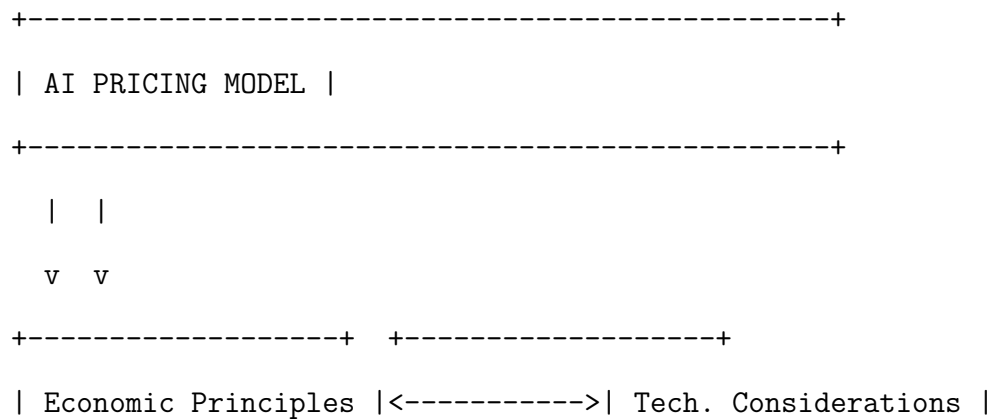 +-------------------------------------------------+
| AI PRICING MODEL |
+-------------------------------------------------+
| |
v v
+-------------------+ +-------------------+
| Economic Principles |<----------->| Tech. Considerations |